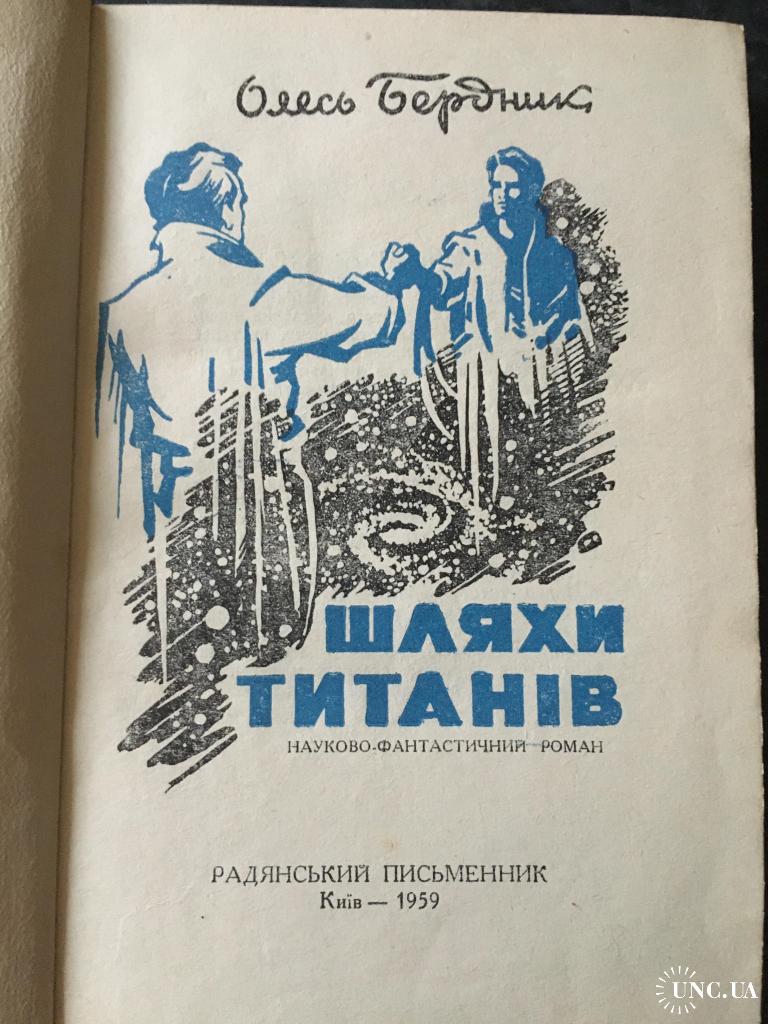 Олесь Бердник
ШЛЯХИ
ТИТАНІВ
НАУКОВО-ФАНТАСТИЧНИЙ РОМАН
РАДЯНСЬКИЙ ПИСЬМЕННИК
Київ — 1959
UNC.UA